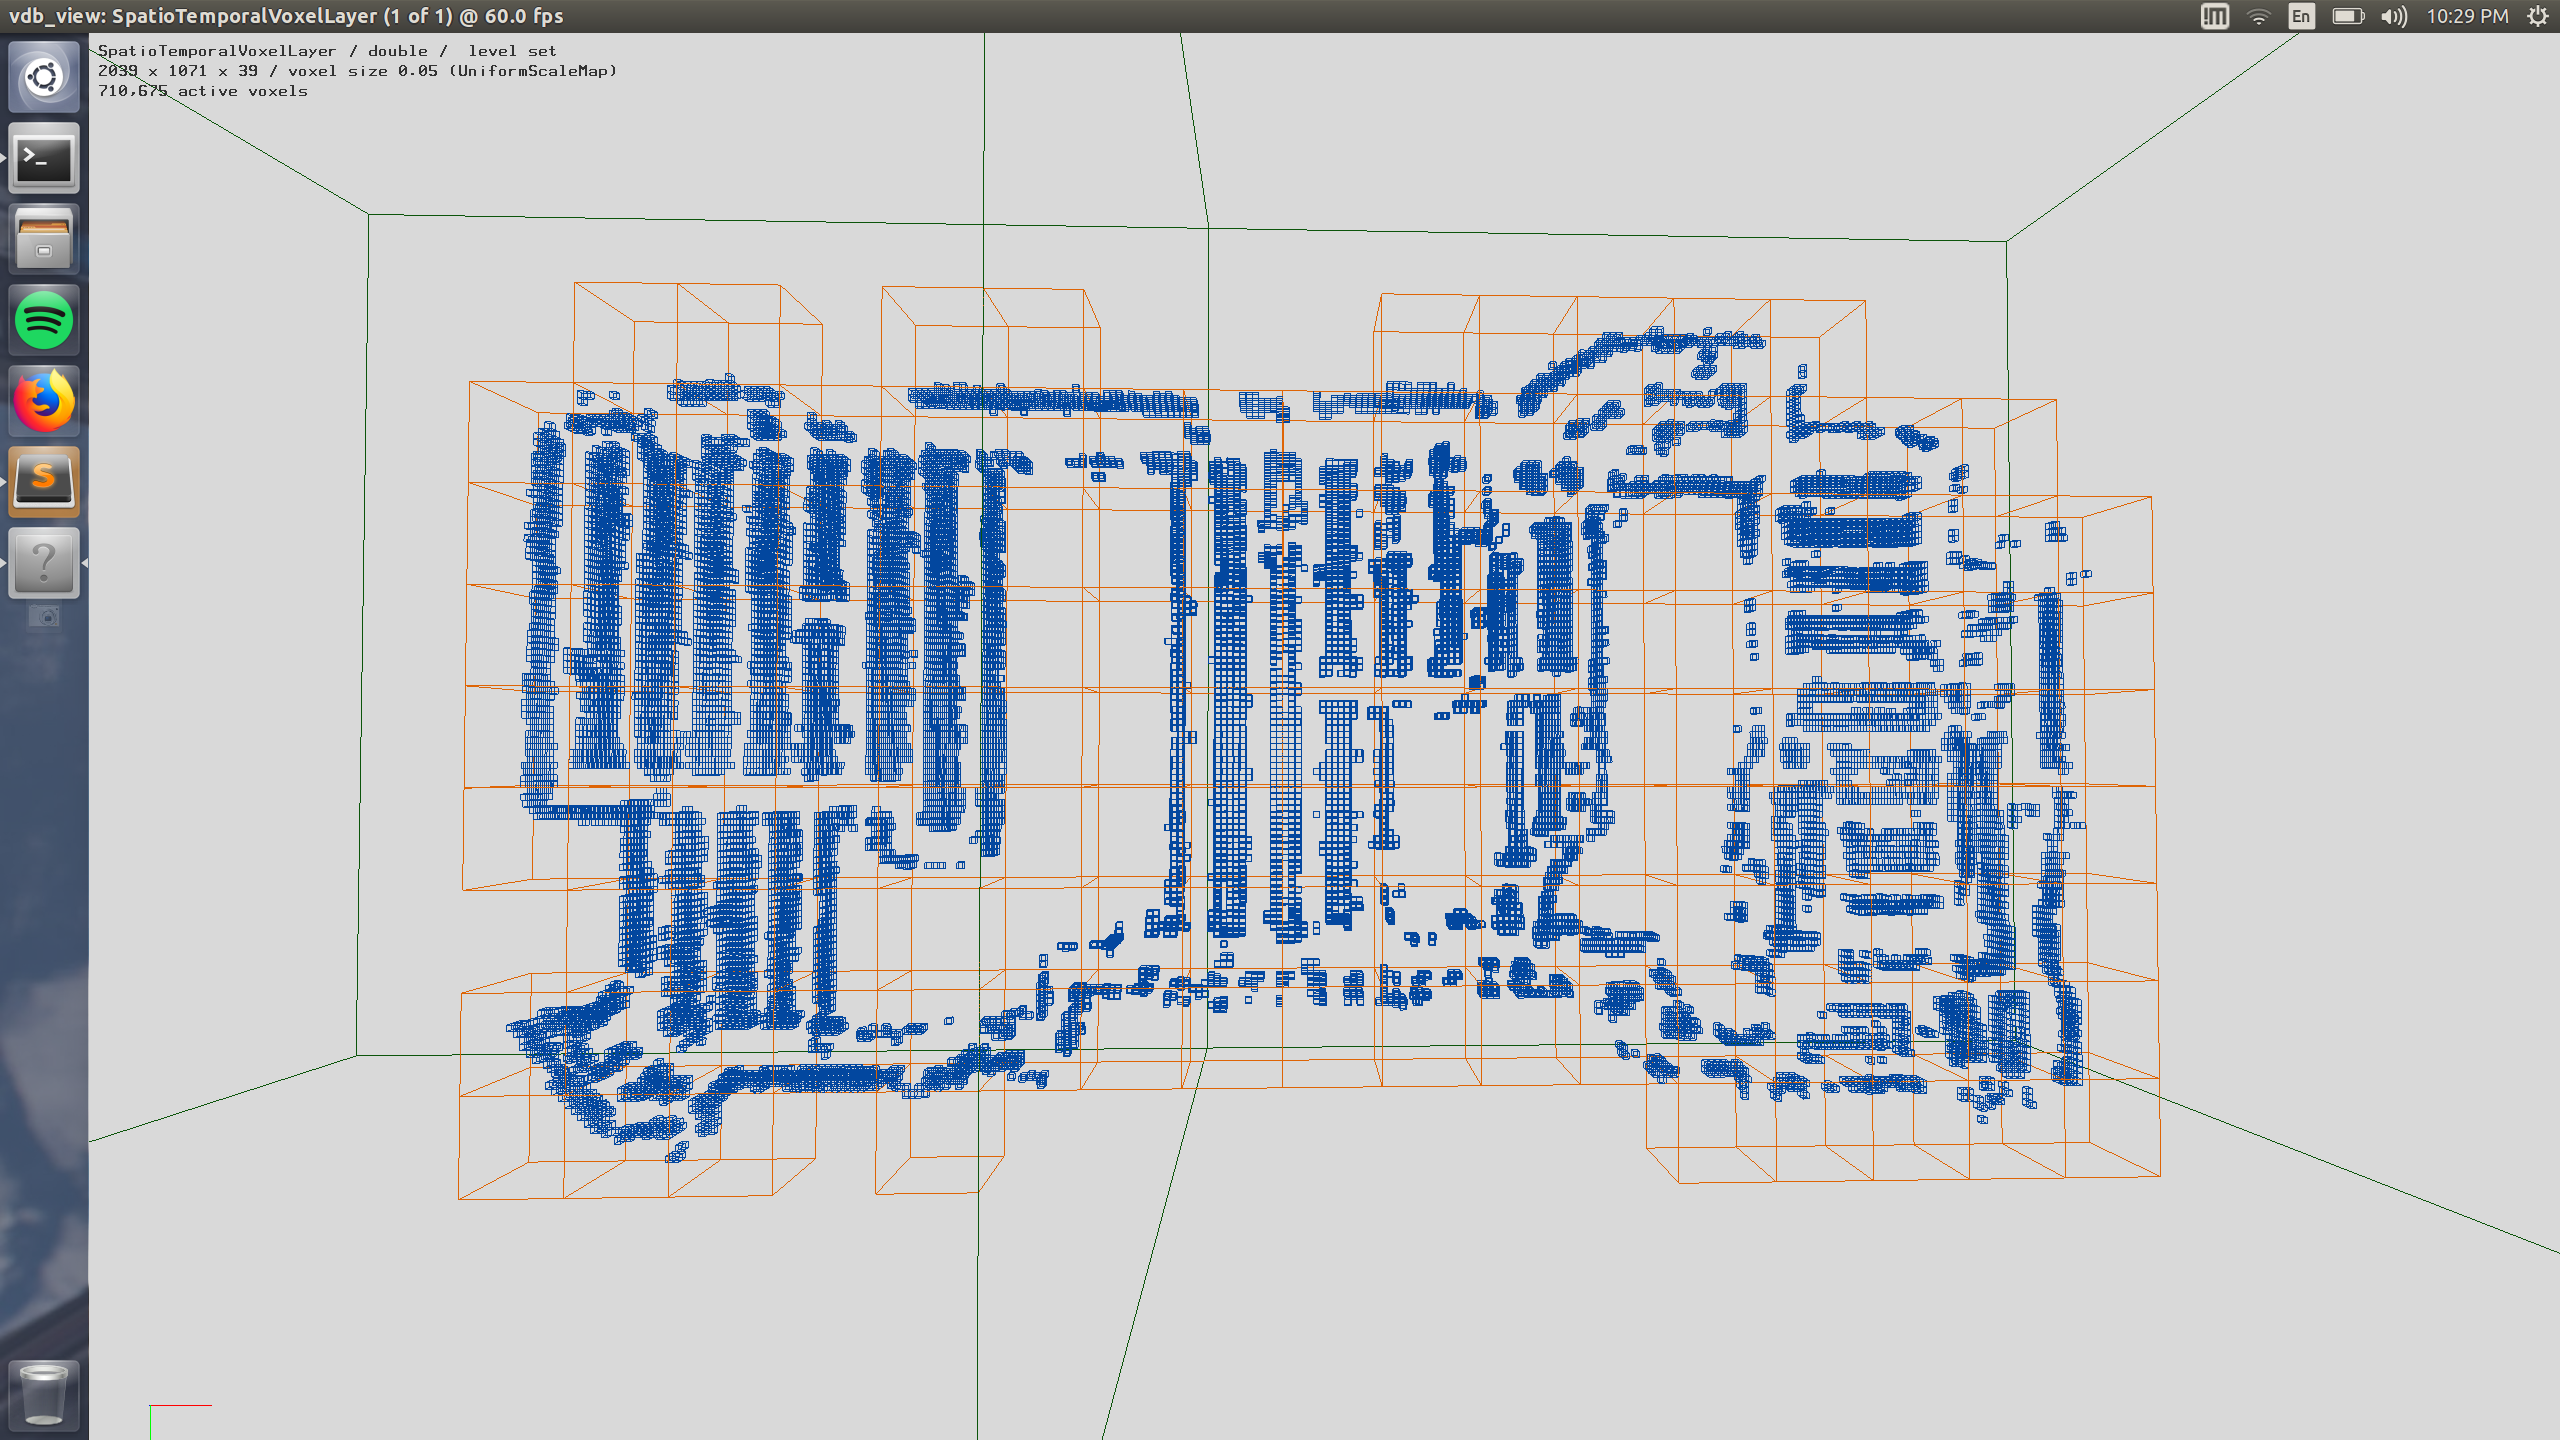 vdb_view: SpatioTemporalVoxelLayer (1 of 1) @ 60.0 fps
En
10:29 PM
SpatioTemporalVoxelLayer / double /  level set
2039 x 1071 x 39 / voxel size 0.05 (UniformScaleMap)
710,675 active voxels